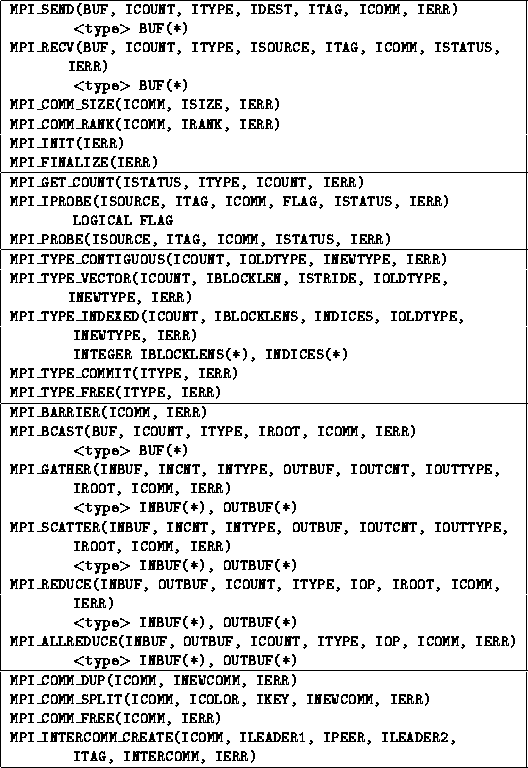 MPI_SEND(BUF, ICOUNT, ITYPE, IDEST, ITAG, ICOMM, IERR)
<type> BUF(*)
MPI_RECV(BUF, ICOUNT, ITYPE, ISOURCE, ITAG, ICOMM, ISTATUS,
IERR)
<type> BUF(*)
MPI_COMM_SIZE(ICOMM, ISIZE, IERR)
MPI_COMM_RANK(ICOMM, IRANK, IERR)
MPI_INIT(IERR)
MPI_FINALIZE(IERR)
MPI_GET_COUNT(ISTATUS, ITYPE, ICOUNT, IERR)
MPI_IPROBE(ISOURCE, ITAG, ICOMM, FLAG, ISTATUS, IERR)
LOGICAL FLAG
MPI_PROBE(ISOURCE, ITAG, ICOMM, ISTATUS, IERR)
MPI_TYPE_CONTIGUOUS(ICOUNT, IOLDTYPE, INEWTYPE, IERR)
MPI_TYPE_VECTOR(ICOUNT, IBLOCKLEN, ISTRIDE, IOLDTYPE,
INEWTYPE, IERR)
MPI_TYPE_INDEXED(ICOUNT, IBLOCKLENS, INDICES, IOLDTYPE,
INEWTYPE, IERR)
INTEGER IBLOCKLENS(*), INDICES(*)
MPI_TYPE_COMMIT(ITYPE, IERR)
MPI_TYPE_FREE(ITYPE, IERR)
MPI_BARRIER(ICOMM, IERR)
MPI_BCAST(BUF, ICOUNT, ITYPE, IROOT, ICOMM, IERR)
<type> BUF(*)
MPI_GATHER(INBUF, INCNT, INTYPE, OUTBUF, IOUTCNT, IOUTTYPE,
IROOT, ICOMM, IERR)
<type> INBUF(*), OUTBUF(*)
MPI_SCATTER(INBUF, INCNT, INTYPE, OUTBUF, IOUTCNT, IOUTTYPE,
IROOT, ICOMM, IERR)
<type> INBUF(*), OUTBUF(*)
MPI_REDUCE(INBUF, OUTBUF, ICOUNT, ITYPE, IOP, IROOT, ICOMM,
IERR)
<type> INBUF(*), OUTBUF(*)
MPI_ALLREDUCE(INBUF, OUTBUF, ICOUNT, ITYPE, IOP, ICOMM, IERR)
<type> INBUF(*), OUTBUF(*)
MPI_COMM_DUP(ICOMM, INEWCOMM, IERR)
MPI_COMM_SPLIT(ICOMM, ICOLOR, IKEY, INEWCOMM, IERR)
MPI_COMM_FREE(ICOMM, IERR)
MPI_INTERCOMM_CREATE(ICOMM, ILEADER1, IPEER, ILEADER2,
ITAG, INTERCOMM, IERR)